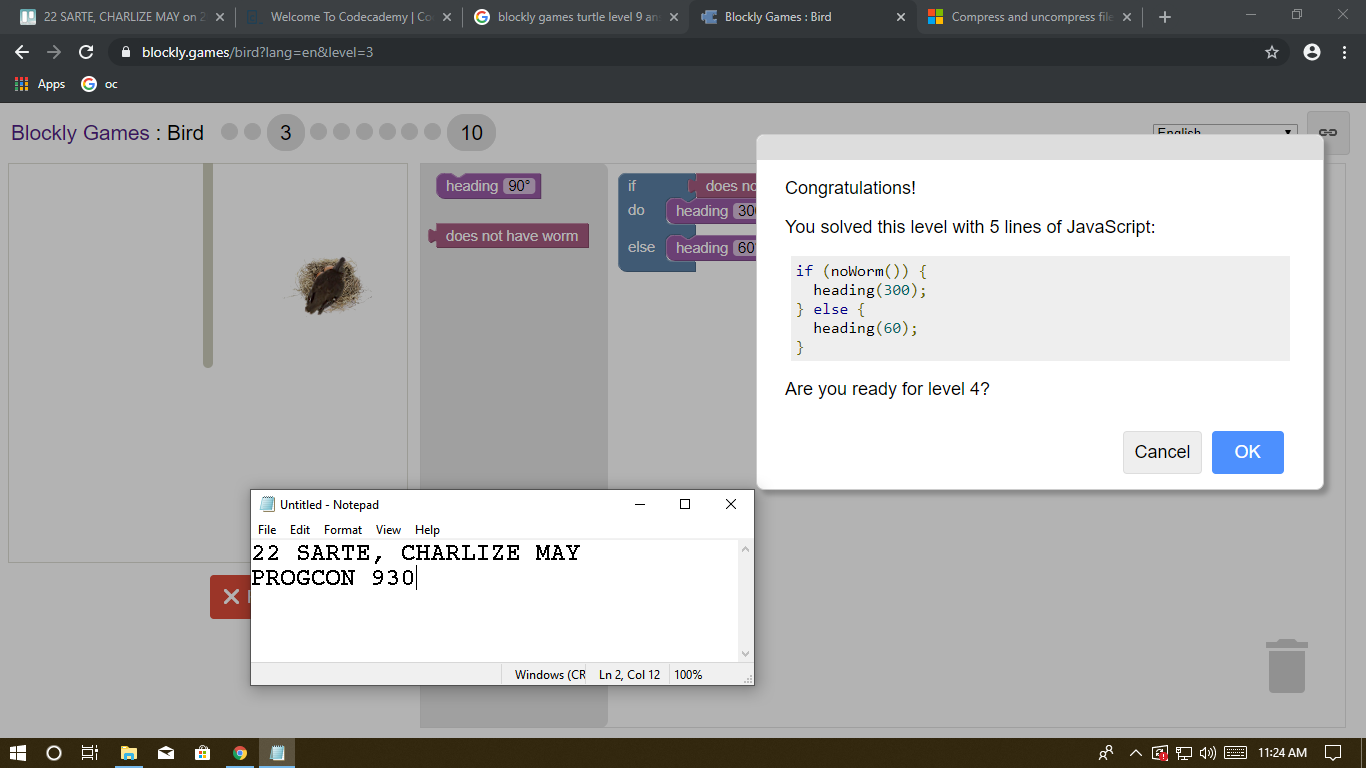 22 SARTE, CHARLIZE MAY on 2
Welcome To Codecademy | Co
blockly games turtle level 9 an
Blockly Games : Bird
Compress and uncompress file
blockly.games/bird?lang=en&level=3
Apps
oc
Blockly Games : Bird
3
10
English
heading 90°
does not have worm
if does no
do heading 300
else heading 60
Congratulations!
You solved this level with 5 lines of JavaScript:
if (noWorm()) {
heading(300);
} else {
heading(60);
}
Are you ready for level 4?
Cancel
OK
Untitled - Notepad
File Edit Format View Help
22 SARTE, CHARLIZE MAY
PROGCON 930
Windows (CR
Ln 2, Col 12
100%
11:24 AM